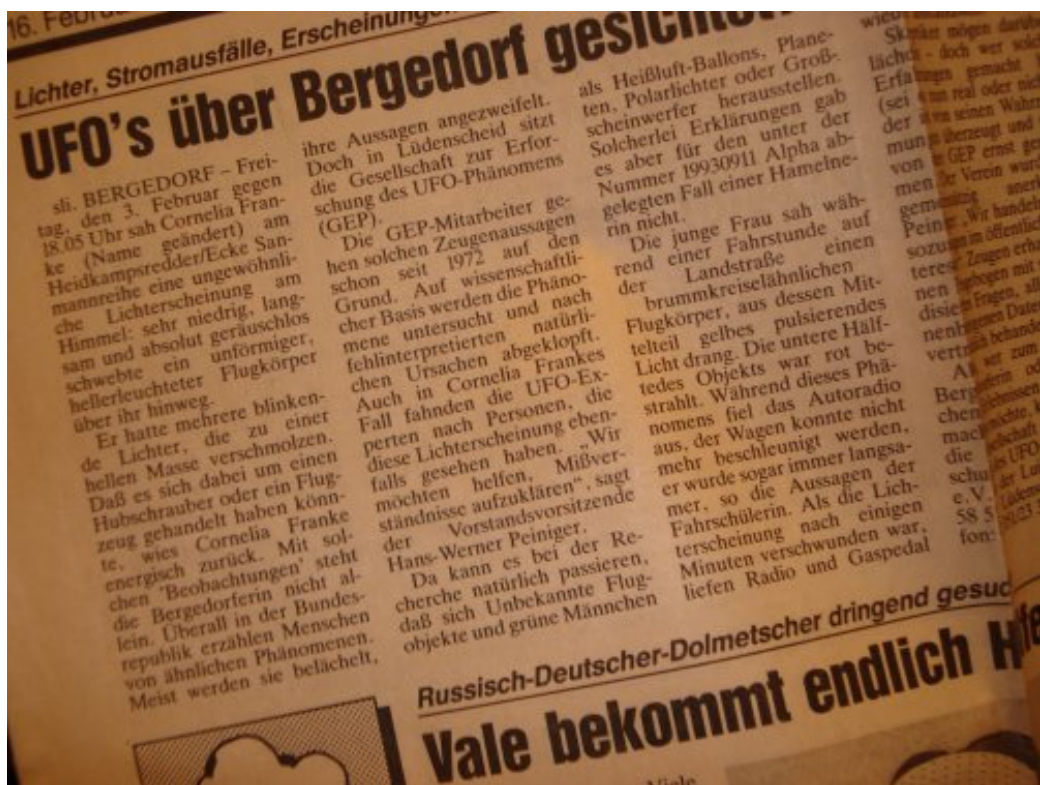 16. Februa
Lichter, Stromausfälle, Erscheinungen
UFO's über Bergedorf gesichtet
sli. BERGEDORF – Frei-
tag, den 3. Februar gegen
18.05 Uhr sah Cornelia Fran-
ke (Name geändert) am
Heidkampsredder/Ecke San-
mannreihe eine ungewöhnli-
che Lichterscheinung am
Himmel: sehr niedrig, lang-
sam und absolut geräuschlos
schwebte ein unförmiger,
hellerleuchteter Flugkörper
über ihr hinweg.
Er hatte mehrere blinken-
de Lichter, die zu einer
hellen Masse verschmolzen.
Daß es sich dabei um einen
Hubschrauber oder ein Flug-
zeug gehandelt haben könn-
te, wies Cornelia Franke
energisch zurück. Mit sol-
chen "Beobachtungen' steht
die Bergedorferin nicht al-
lein. Überall in der Bundes-
republik erzählen Menschen
von ähnlichen Phänomenen.
Meist werden sie belächelt,
ihre Aussagen angezweifelt.
Doch in Lüdenscheid sitzt
die Gesellschaft zur Erfor-
schung des UFO-Phänomens
(GEP).
Die GEP-Mitarbeiter ge-
hen solchen Zeugenaussagen
schon seit 1972 auf den
Grund. Auf wissenschaftli-
cher Basis werden die Phäno-
mene untersucht und nach
fehlinterpretierten natürli-
chen Ursachen abgeklopft.
Auch in Cornelia Frankes
Fall fahnden die UFO-Ex-
perten nach Personen, die
diese Lichterscheinung eben-
falls gesehen haben. „Wir
möchten helfen, Mißver-
ständnisse aufzuklären", sagt
der Vorstandsvorsitzende
Hans-Werner Peiniger.
Da kann es bei der Re-
cherche natürlich passieren,
daß sich Unbekannte Flug-
objekte und grüne Männchen
als Heißluft-Ballons, Plane-
ten, Polarlichter oder Groß-
scheinwerfer herausstellen.
Solcherlei Erklärungen gab
es aber für den unter der
Nummer 19930911 Alpha ab-
gelegten Fall einer Hamelne-
rin nicht.
Die junge Frau sah wäh-
rend einer Fahrstunde auf
der Landstraße einen
brummkreiselähnlichen
Flugkörper, aus dessen Mit-
telteil gelbes pulsierendes
Licht drang. Die untere Hälf-
tedes Objekts war rot be-
strahlt. Während dieses Phä-
nomens fiel das Autoradio
aus, der Wagen konnte nicht
mehr beschleunigt werden,
er wurde sogar immer langsa-
mer, so die Aussagen der
Fahrschülerin. Als die Lich-
terscheinung nach einigen
Minuten verschwunden war,
liefen Radio und Gaspedal
Russisch-Deutscher-Dolmetscher dringend gesuc
Vale bekommt endlich
Viele